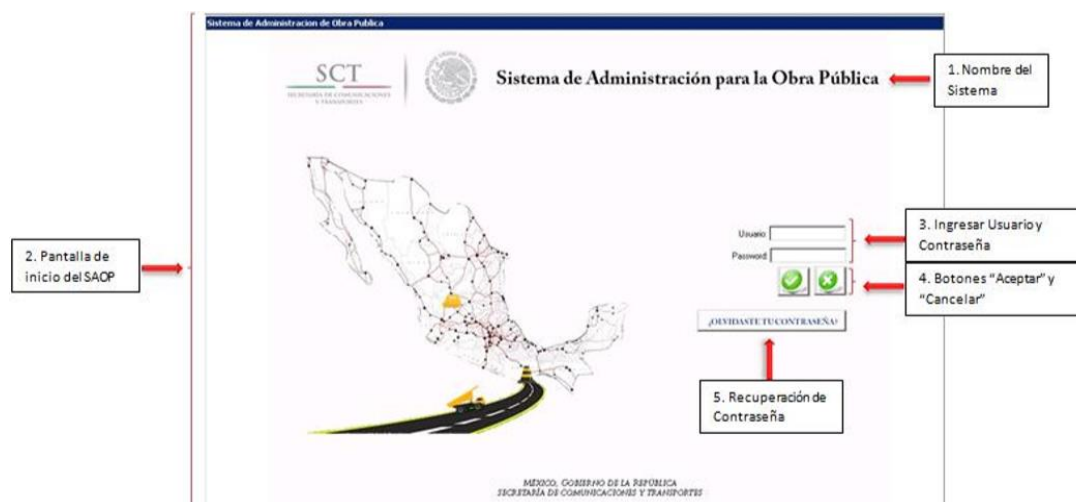 Sistema de Administracion de Obra Publica
SCT
SECRETARÍA DE COMUNICACIONES
Y TRANSPORTES
Sistema de Administración para la Obra Pública
1. Nombre del
Sistema
2. Pantalla de
inicio del SAOP
Usuario:
Password:
3. Ingresar Usuario y
Contraseña
4. Botones “Aceptar” y
“Cancelar”
¿OLVIDASTE TU CONTRASEÑA?
5. Recuperación de
Contraseña
MÉXICO, GOBIERNO DE LA REPÚBLICA
SECRETARÍA DE COMUNICACIONES Y TRANSPORTES